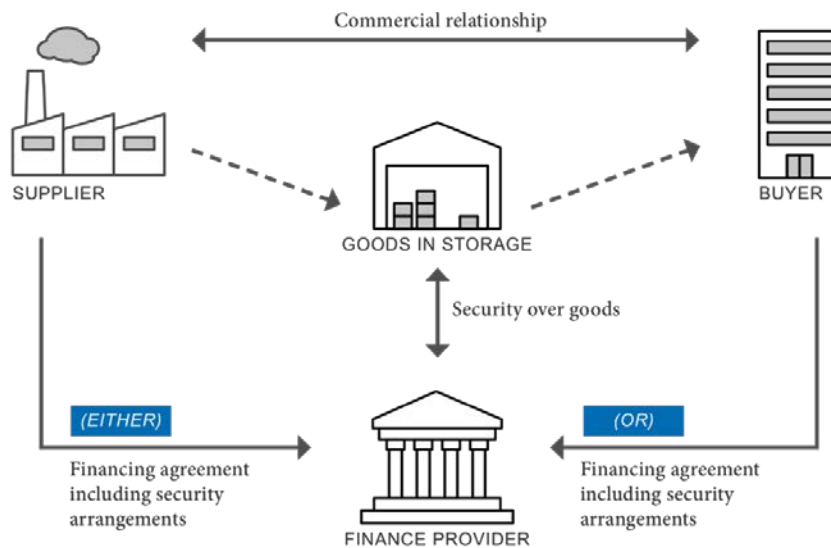 Commercial relationship
SUPPLIER
BUYER
GOODS IN STORAGE
Security over goods
(EITHER)
Financing agreement
including security
arrangements
(OR)
Financing agreement
including security
arrangements
FINANCE PROVIDER